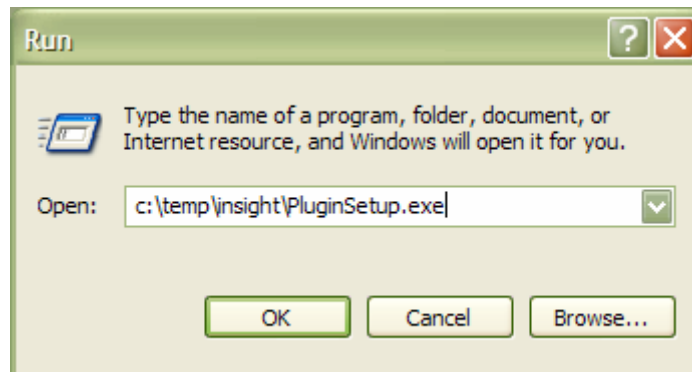 Run
Type the name of a program, folder, document, or
Internet resource, and Windows will open it for you.
Open: c:\temp\insight\PluginSetup.exe
OK Cancel Browse...